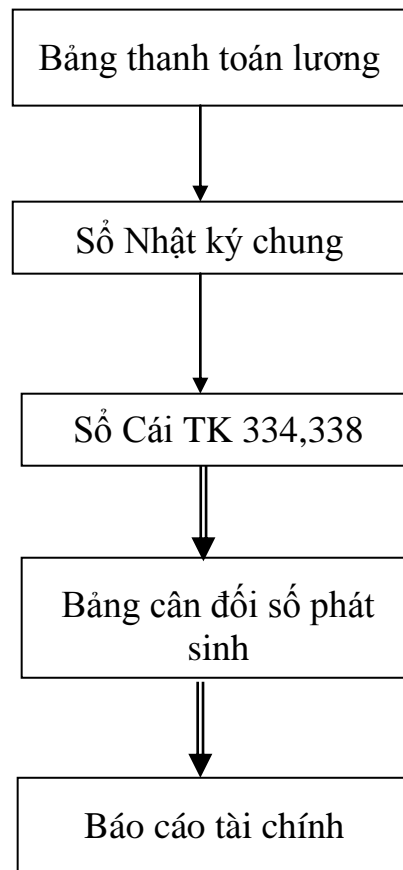 Bảng thanh toán lương
Sổ Nhật ký chung
Sổ Cái TK 334,338
Bảng cân đối số phát
sinh
Báo cáo tài chính